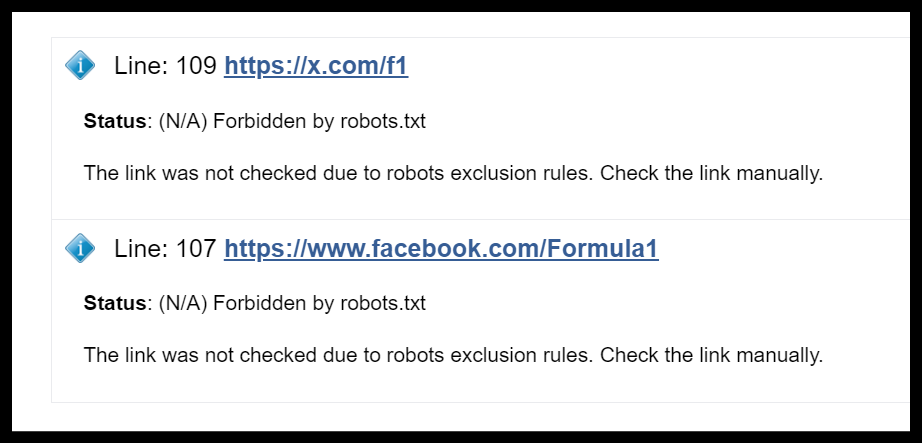 Line: 109 https://x.com/f1
Status: (N/A) Forbidden by robots.txt
The link was not checked due to robots exclusion rules. Check the link manually.
Line: 107 https://www.facebook.com/Formula1
Status: (N/A) Forbidden by robots.txt
The link was not checked due to robots exclusion rules. Check the link manually.